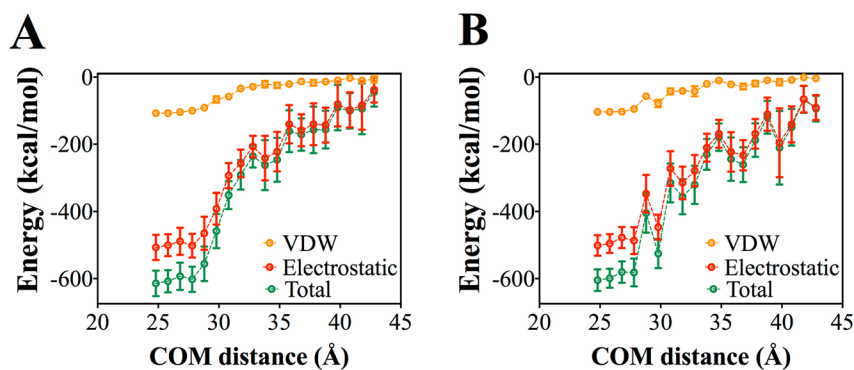 A
Energy (kcal/mol)
-0
-200
-400
-600
VDW
Electrostatic
Total
20 25 30 35 40 45
COM distance (Å)
B
Energy (kcal/mol)
0
-200
-400
-600
VDW
Electrostatic
Total
20 25 30 35 40 45
COM distance (Å)